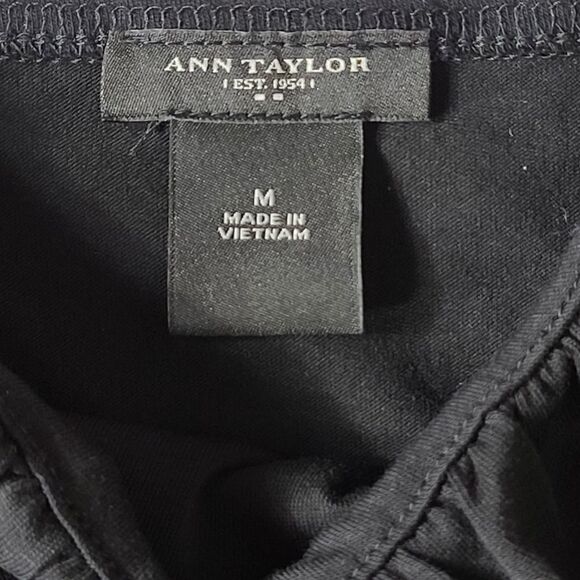 ANN TAYLOR
EST. 1954
M
MADE IN
VIETNAM